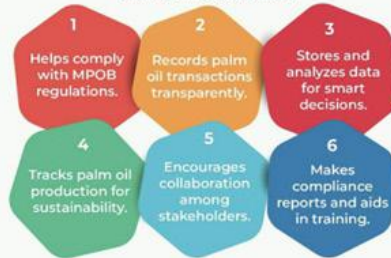 1
Helps comply
with MPOB
regulations.
2
Records palm
oil transactions
transparently.
3
Stores and
analyzes data
for smart
decisions.
4
Tracks palm oil
production for
sustainability.
5
Encourages
collaboration
among
stakeholders.
6
Makes
compliance
reports and aids
in training.